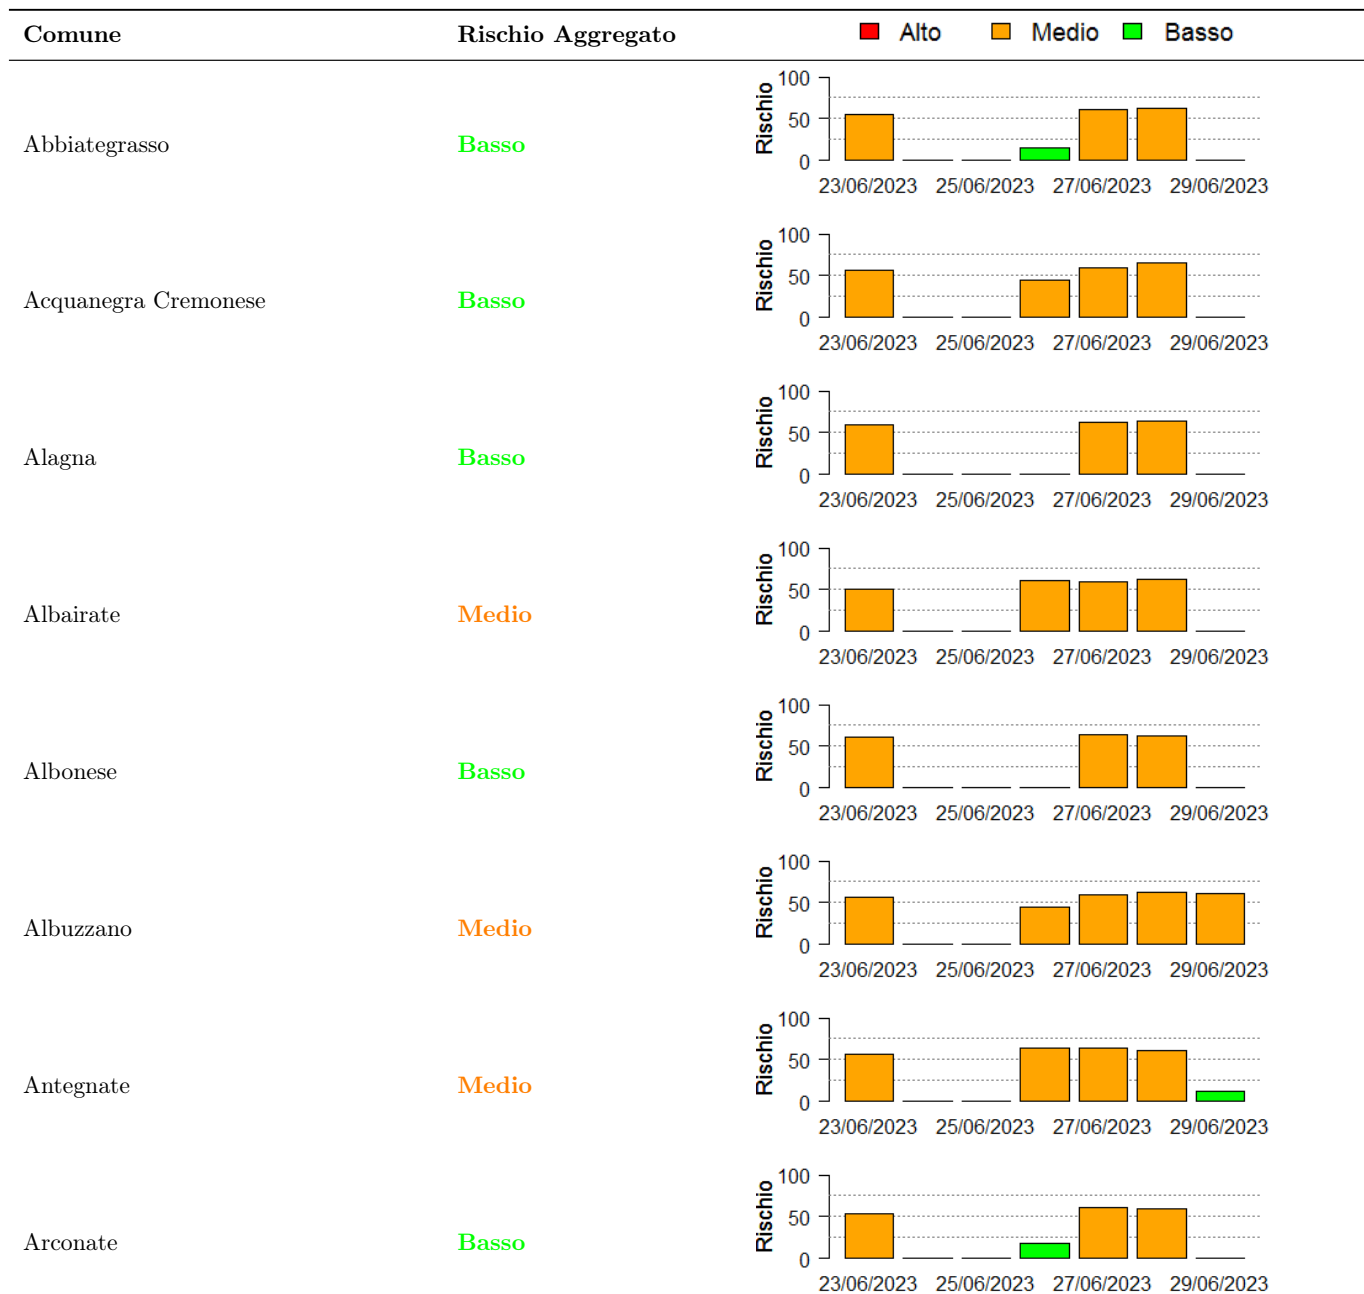 Comune Rischio Aggregato Alto Medio Basso
Abbiategrasso Basso
Rischio
100
50
0
23/06/2023 25/06/2023 27/06/2023 29/06/2023
Acquanegra Cremonese Basso
Rischio
100
50
0
23/06/2023 25/06/2023 27/06/2023 29/06/2023
Alagna Basso
Rischio
100
50
0
23/06/2023 25/06/2023 27/06/2023 29/06/2023
Albairate Medio
Rischio
100
50
0
23/06/2023 25/06/2023 27/06/2023 29/06/2023
Albonese Basso
Rischio
100
50
0
23/06/2023 25/06/2023 27/06/2023 29/06/2023
Albuzzano Medio
Rischio
100
50
0
23/06/2023 25/06/2023 27/06/2023 29/06/2023
Antegnate Medio
Rischio
100
50
0
23/06/2023 25/06/2023 27/06/2023 29/06/2023
Arconate Basso
Rischio
100
50
0
23/06/2023 25/06/2023 27/06/2023 29/06/2023